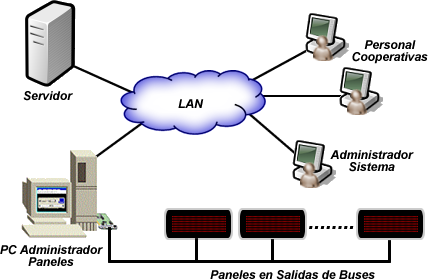 Personal
Cooperativas
Servidor
LAN
Administrador
Sistema
PC Administrador
Paneles
Paneles en Salidas de Buses